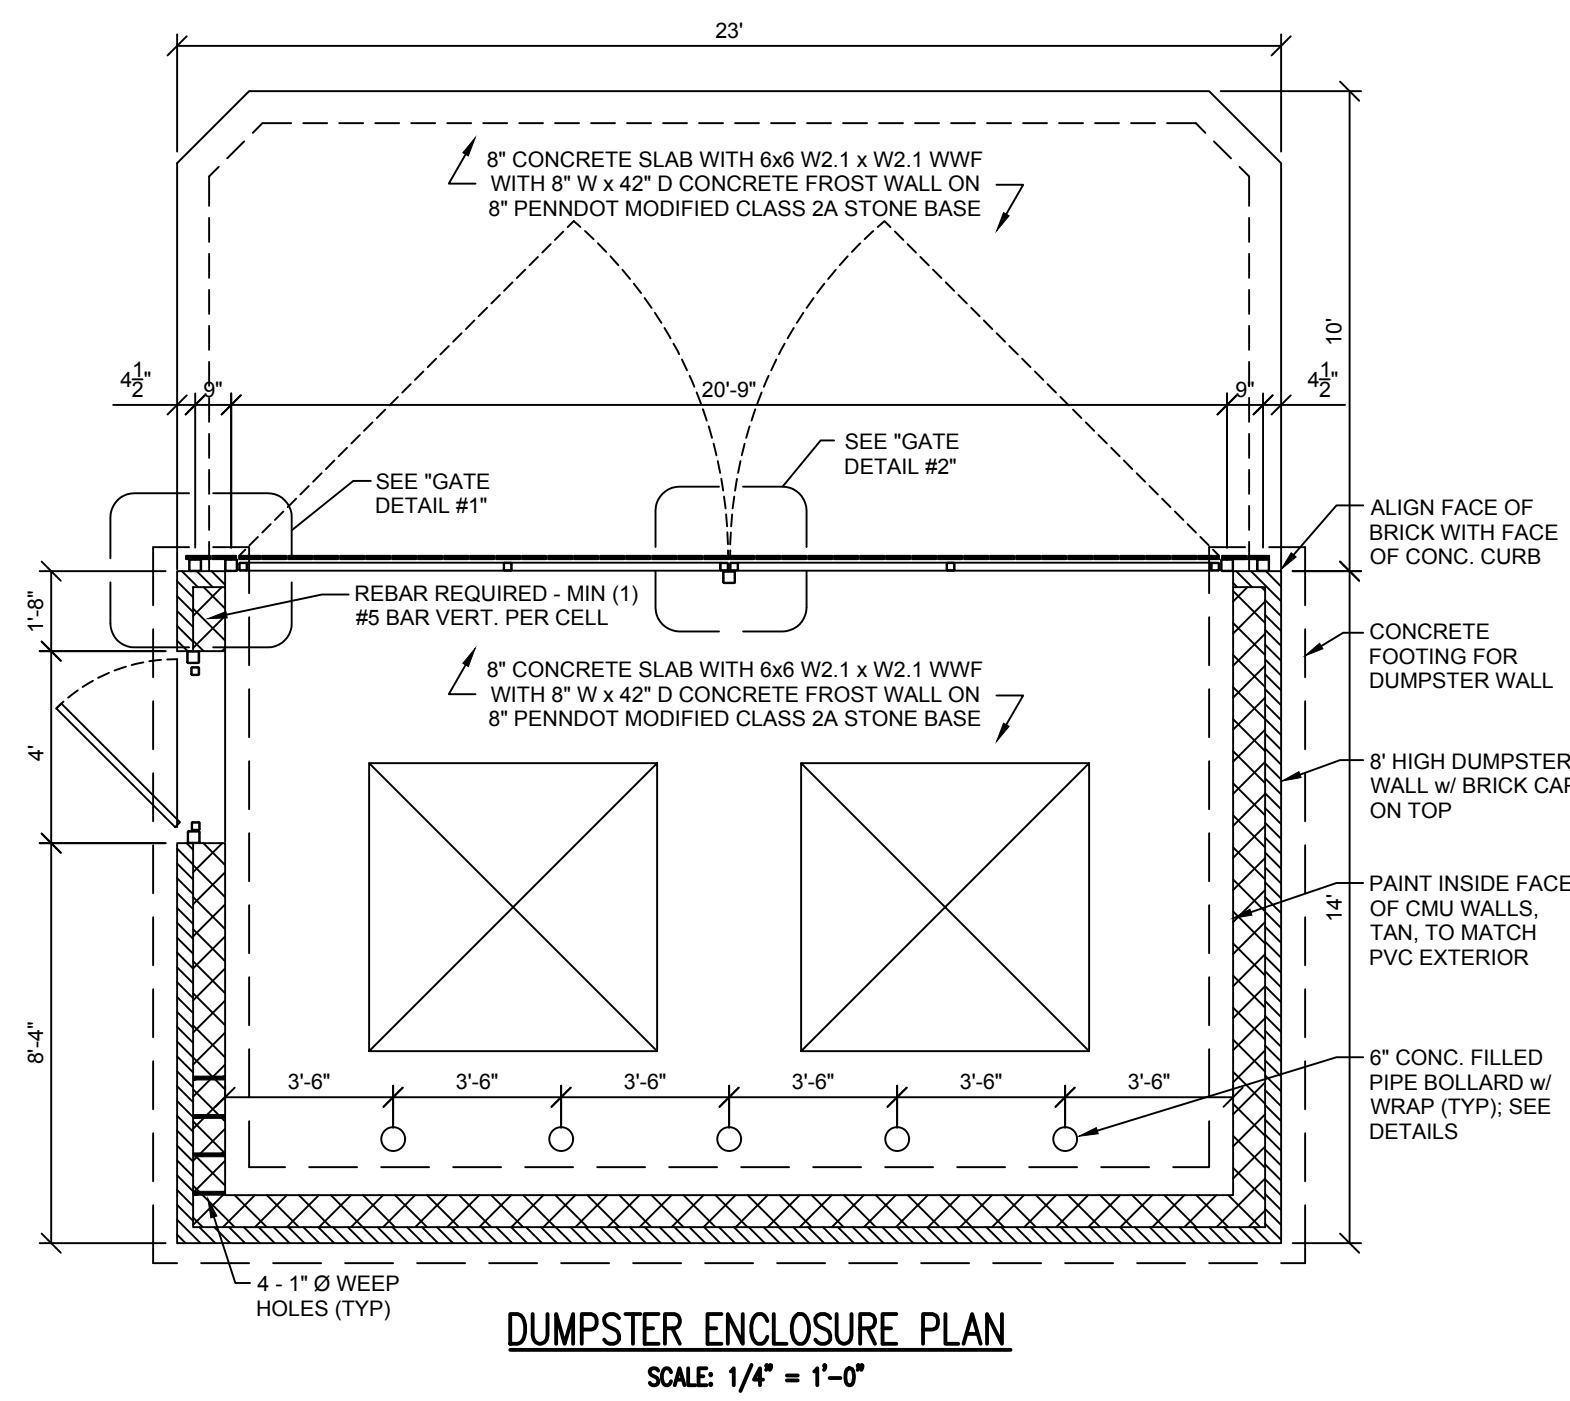 23'
8" CONCRETE SLAB WITH 6x6 W2.1 x W2.1 WWF
WITH 8" W x 42" D CONCRETE FROST WALL ON
8" PENNDOT MODIFIED CLASS 2A STONE BASE
10'
4 1/2"
9"
20'-9"
9"
4 1/2"
SEE "GATE
DETAIL #2"
SEE "GATE
DETAIL #1"
ALIGN FACE OF
BRICK WITH FACE
OF CONC. CURB
1'-8"
REBAR REQUIRED - MIN (1)
#5 BAR VERT. PER CELL
CONCRETE
FOOTING FOR
DUMPSTER WALL
8" CONCRETE SLAB WITH 6x6 W2.1 x W2.1 WWF
WITH 8" W x 42" D CONCRETE FROST WALL ON
8" PENNDOT MODIFIED CLASS 2A STONE BASE
4'
8' HIGH DUMPSTER
WALL w/ BRICK CAP
ON TOP
14'
PAINT INSIDE FACE
OF CMU WALLS,
TAN, TO MATCH
PVC EXTERIOR
8'-4"
3'-6"
3'-6"
3'-6"
3'-6"
3'-6"
3'-6"
6" CONC. FILLED
PIPE BOLLARD w/
WRAP (TYP); SEE
DETAILS
4 - 1" Ø WEEP
HOLES (TYP)
DUMPSTER ENCLOSURE PLAN
SCALE: 1/4" = 1'-0"